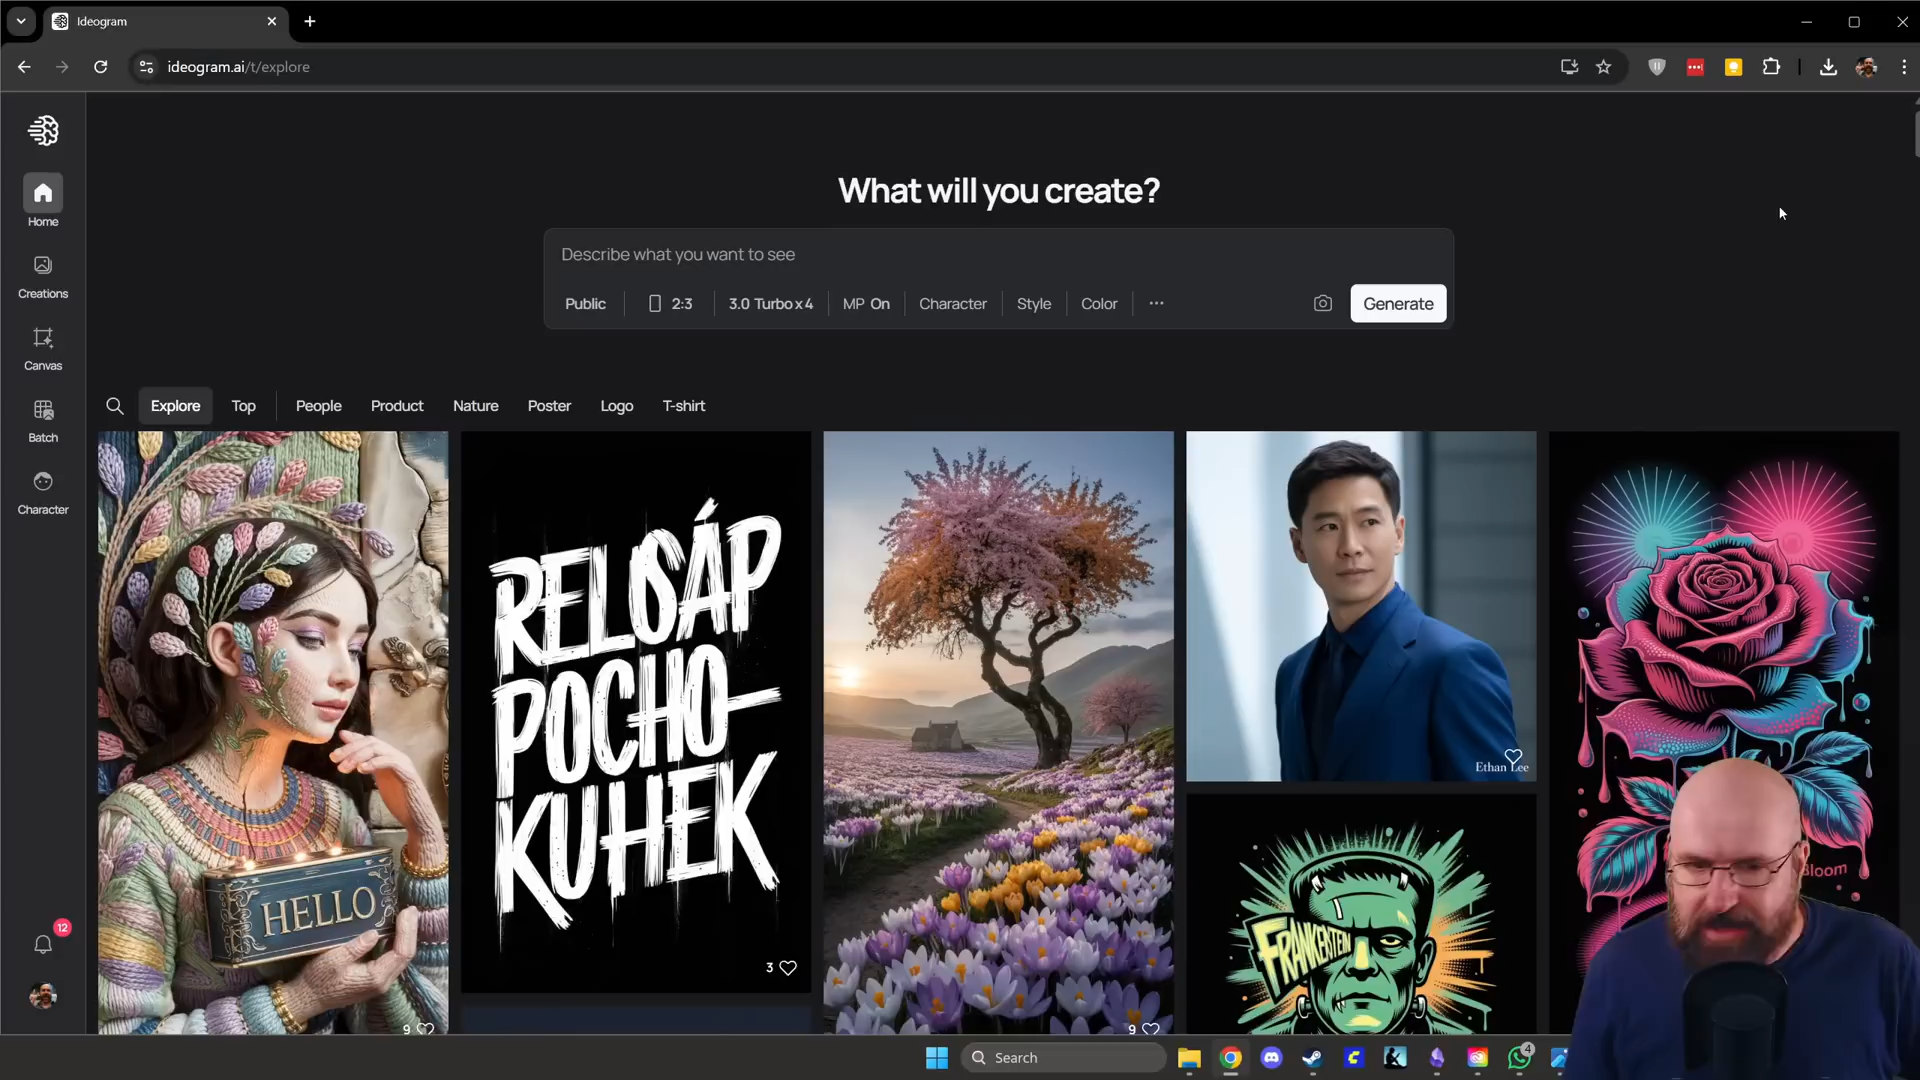 Ideogram
ideogram.ai/t/explore
Home
Creations
Canvas
Batch
Character
12
What will you create?
Describe what you want to see
Public
2:3
3.0 Turbo x 4
MP On
Character
Style
Color
Generate
Explore
Top
People
Product
Nature
Poster
Logo
T-shirt
HELLO
9
RELOSÁP
POCHO-
KUHEK
3
9
Ethan Lee
FRANKENSTEIN
Bloom
Search
4